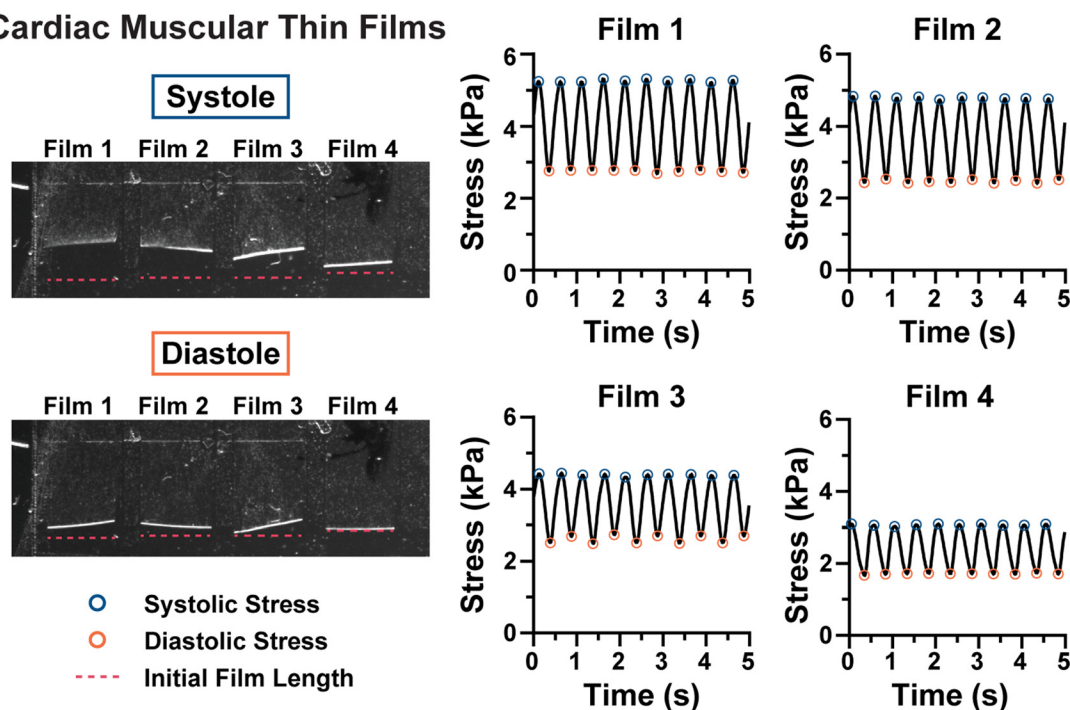 Cardiac Muscular Thin Films
Systole
Film 1 Film 2 Film 3 Film 4
Diastole
Film 1 Film 2 Film 3 Film 4
Systolic Stress
Diastolic Stress
Initial Film Length
Film 1
Stress (kPa)
6
4
2
0
0 1 2 3 4 5
Time (s)
Film 2
Stress (kPa)
6
4
2
0
0 1 2 3 4 5
Time (s)
Film 3
Stress (kPa)
6
4
2
0
0 1 2 3 4 5
Time (s)
Film 4
Stress (kPa)
6
4
2
0
0 1 2 3 4 5
Time (s)